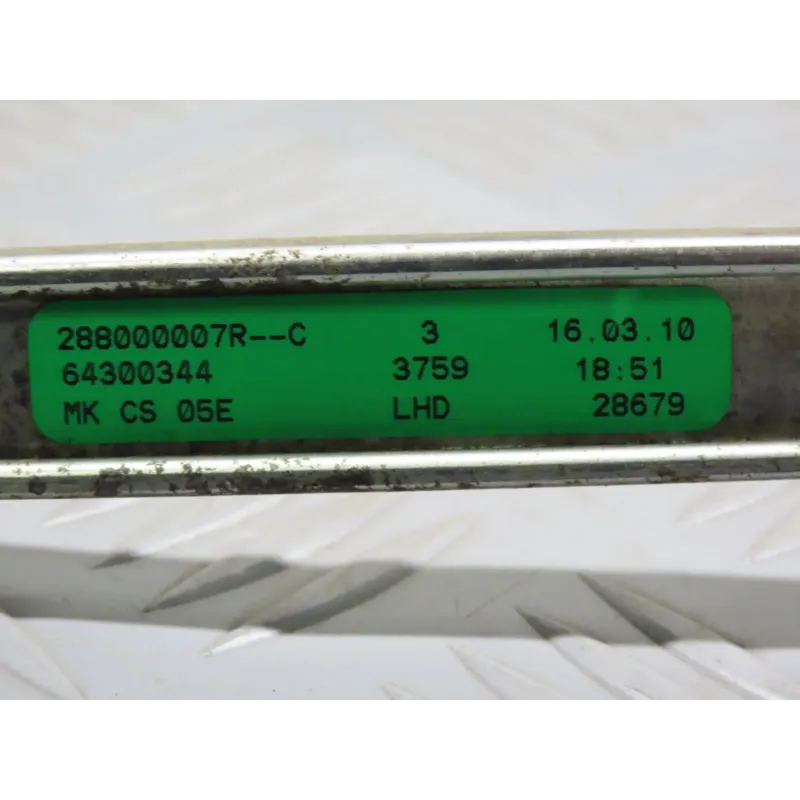 288000007R--C 3 16.03.10
64300344 3759 18:51
MK CS 05E LHD 28679